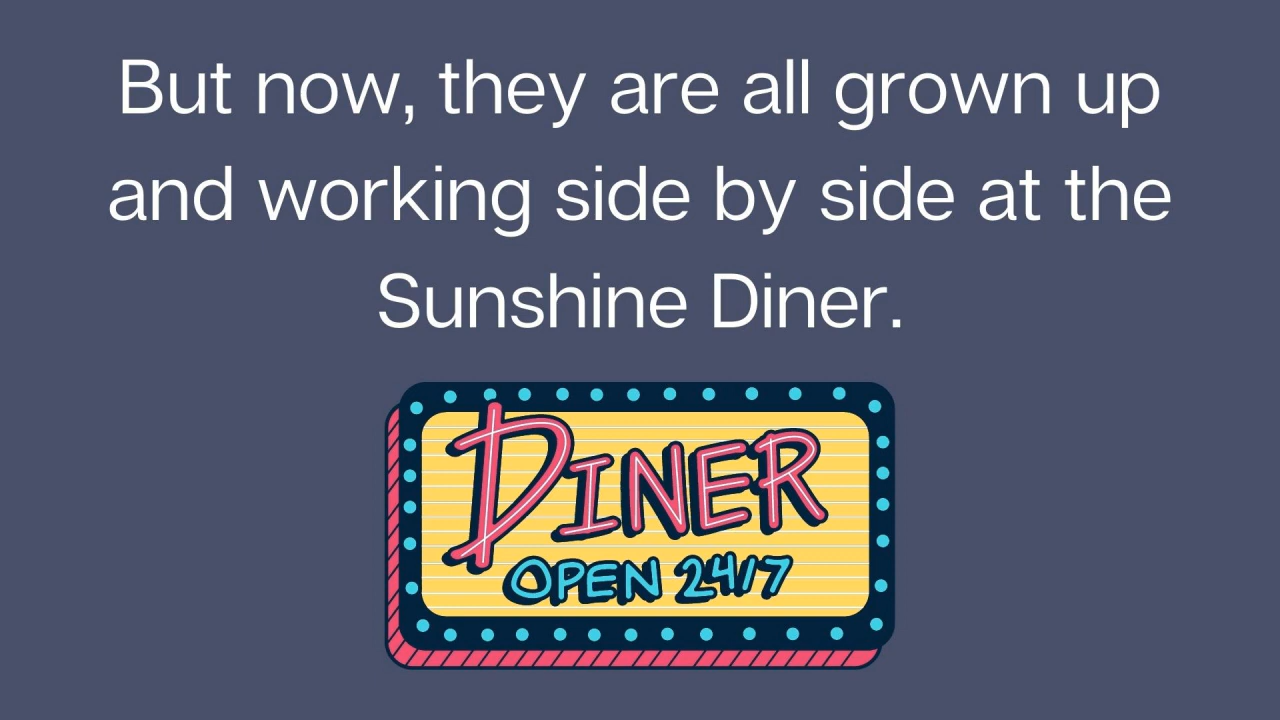 But now, they are all grown up
and working side by side at the
Sunshine Diner.
DINER
OPEN 24/7